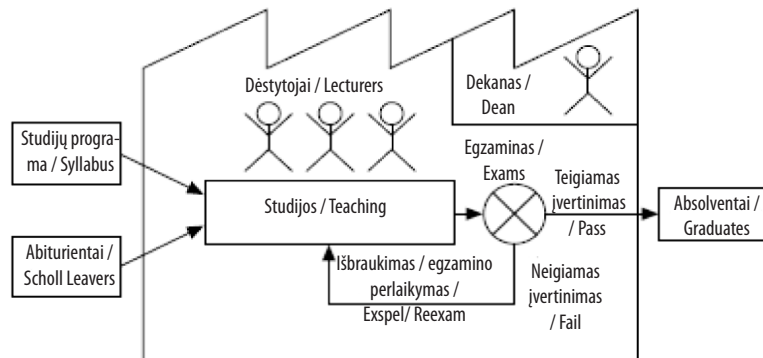 Dėstytojai / Lecturers
Dekanas /
Dean
Studijų progra-
ma / Syllabus
Egzaminas /
Exams
Teigiamas
įvertinimas
/ Pass
Studijos / Teaching
Absolventai /
Graduates
Abiturientai /
Scholl Leavers
Išbraukimas / egzamino
perlaikymas /
Exspel/ Reexam
Neigiamas
įvertinimas
/ Fail